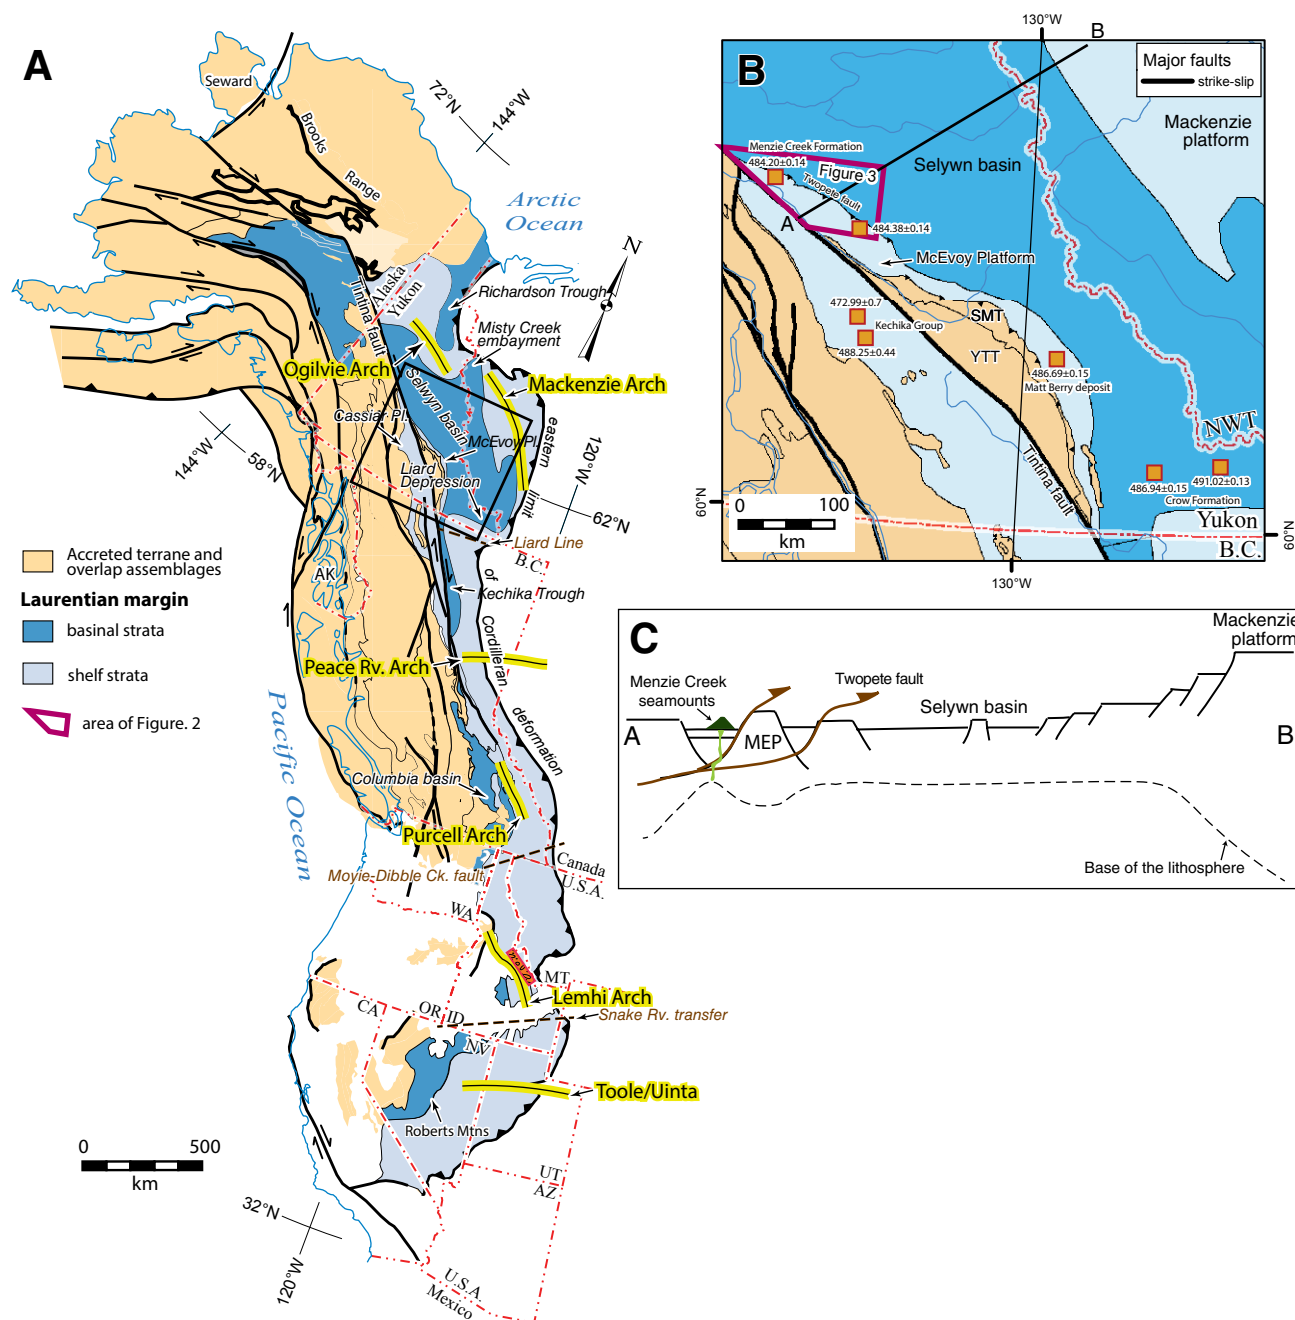 A
Seward
Brooks
Range
72°N
144°W
Arctic
Ocean
N
Alaska
Yukon
Tintina fault
Richardson Trough
Misty Creek
embayment
Ogilvie Arch
Mackenzie Arch
Selwyn basin
Cassiar Pl.
McEvoy Pl.
Liard
Depression
eastern
limit
of
Cordilleran
deformation
144°W
58°N
120°W
62°N
Liard Line
B.C.
AK
Kechika Trough
Peace Rv. Arch
Pacific Ocean
Columbia basin
Purcell Arch
Moyie-Dibble Ck. fault
Canada
U.S.A.
WA
MT
Lemhi Arch
CA
OR
ID
Snake Rv. transfer
NV
Toole/Uinta
Roberts Mtns
UT
AZ
32°N
120°W
U.S.A.
Mexico
0 500
km
Accreted terrane and
overlap assemblages
Laurentian margin
basinal strata
shelf strata
area of Figure. 2
130°W
B
B
Major faults
strike-slip
Mackenzie
platform
Menzie Creek Formation
484.20±0.14
Figure 3
Selywn basin
Twopete fault
A
484.38±0.14
McEvoy Platform
472.99±0.7
Kechika Group
488.25±0.44
SMT
YTT
486.69±0.15
Matt Berry deposit
NWT
Tintina fault
486.94±0.15
491.02±0.13
Crow Formation
60°N
0 100
km
Yukon
B.C.
60°N
130°W
C
Mackenzie
platform
Menzie Creek
seamounts
Twopete fault
Selywn basin
A
MEP
B
Base of the lithosphere